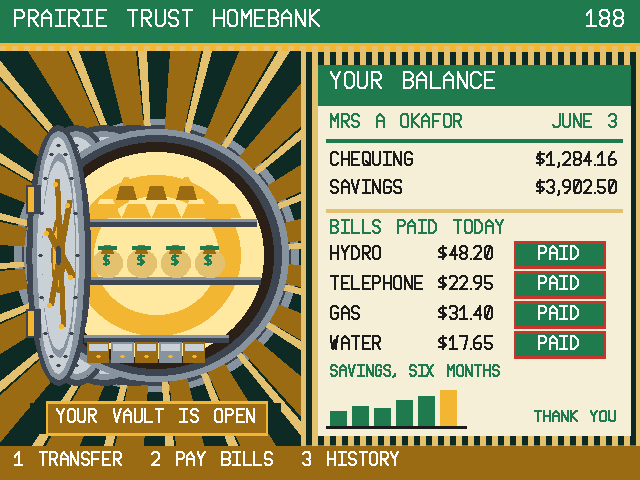 PRAIRIE TRUST HOMEBANK 188
YOUR BALANCE
MRS A OKAFOR JUNE 3
CHEQUING $1,284.16
SAVINGS $3,902.50
BILLS PAID TODAY
HYDRO $48.20 PAID
TELEPHONE $22.95 PAID
GAS $31.40 PAID
WATER $17.65 PAID
SAVINGS, SIX MONTHS
THANK YOU
$ $ $ $
YOUR VAULT IS OPEN
1 TRANSFER 2 PAY BILLS 3 HISTORY